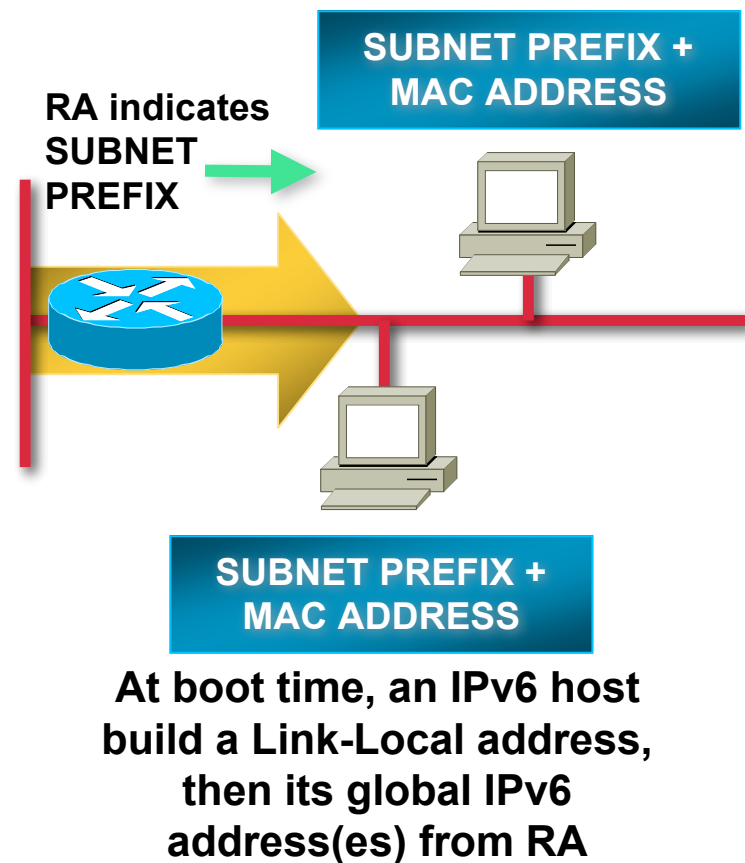 SUBNET PREFIX +
MAC ADDRESS
RA indicates
SUBNET
PREFIX
SUBNET PREFIX +
MAC ADDRESS
At boot time, an IPv6 host
build a Link-Local address,
then its global IPv6
address(es) from RA